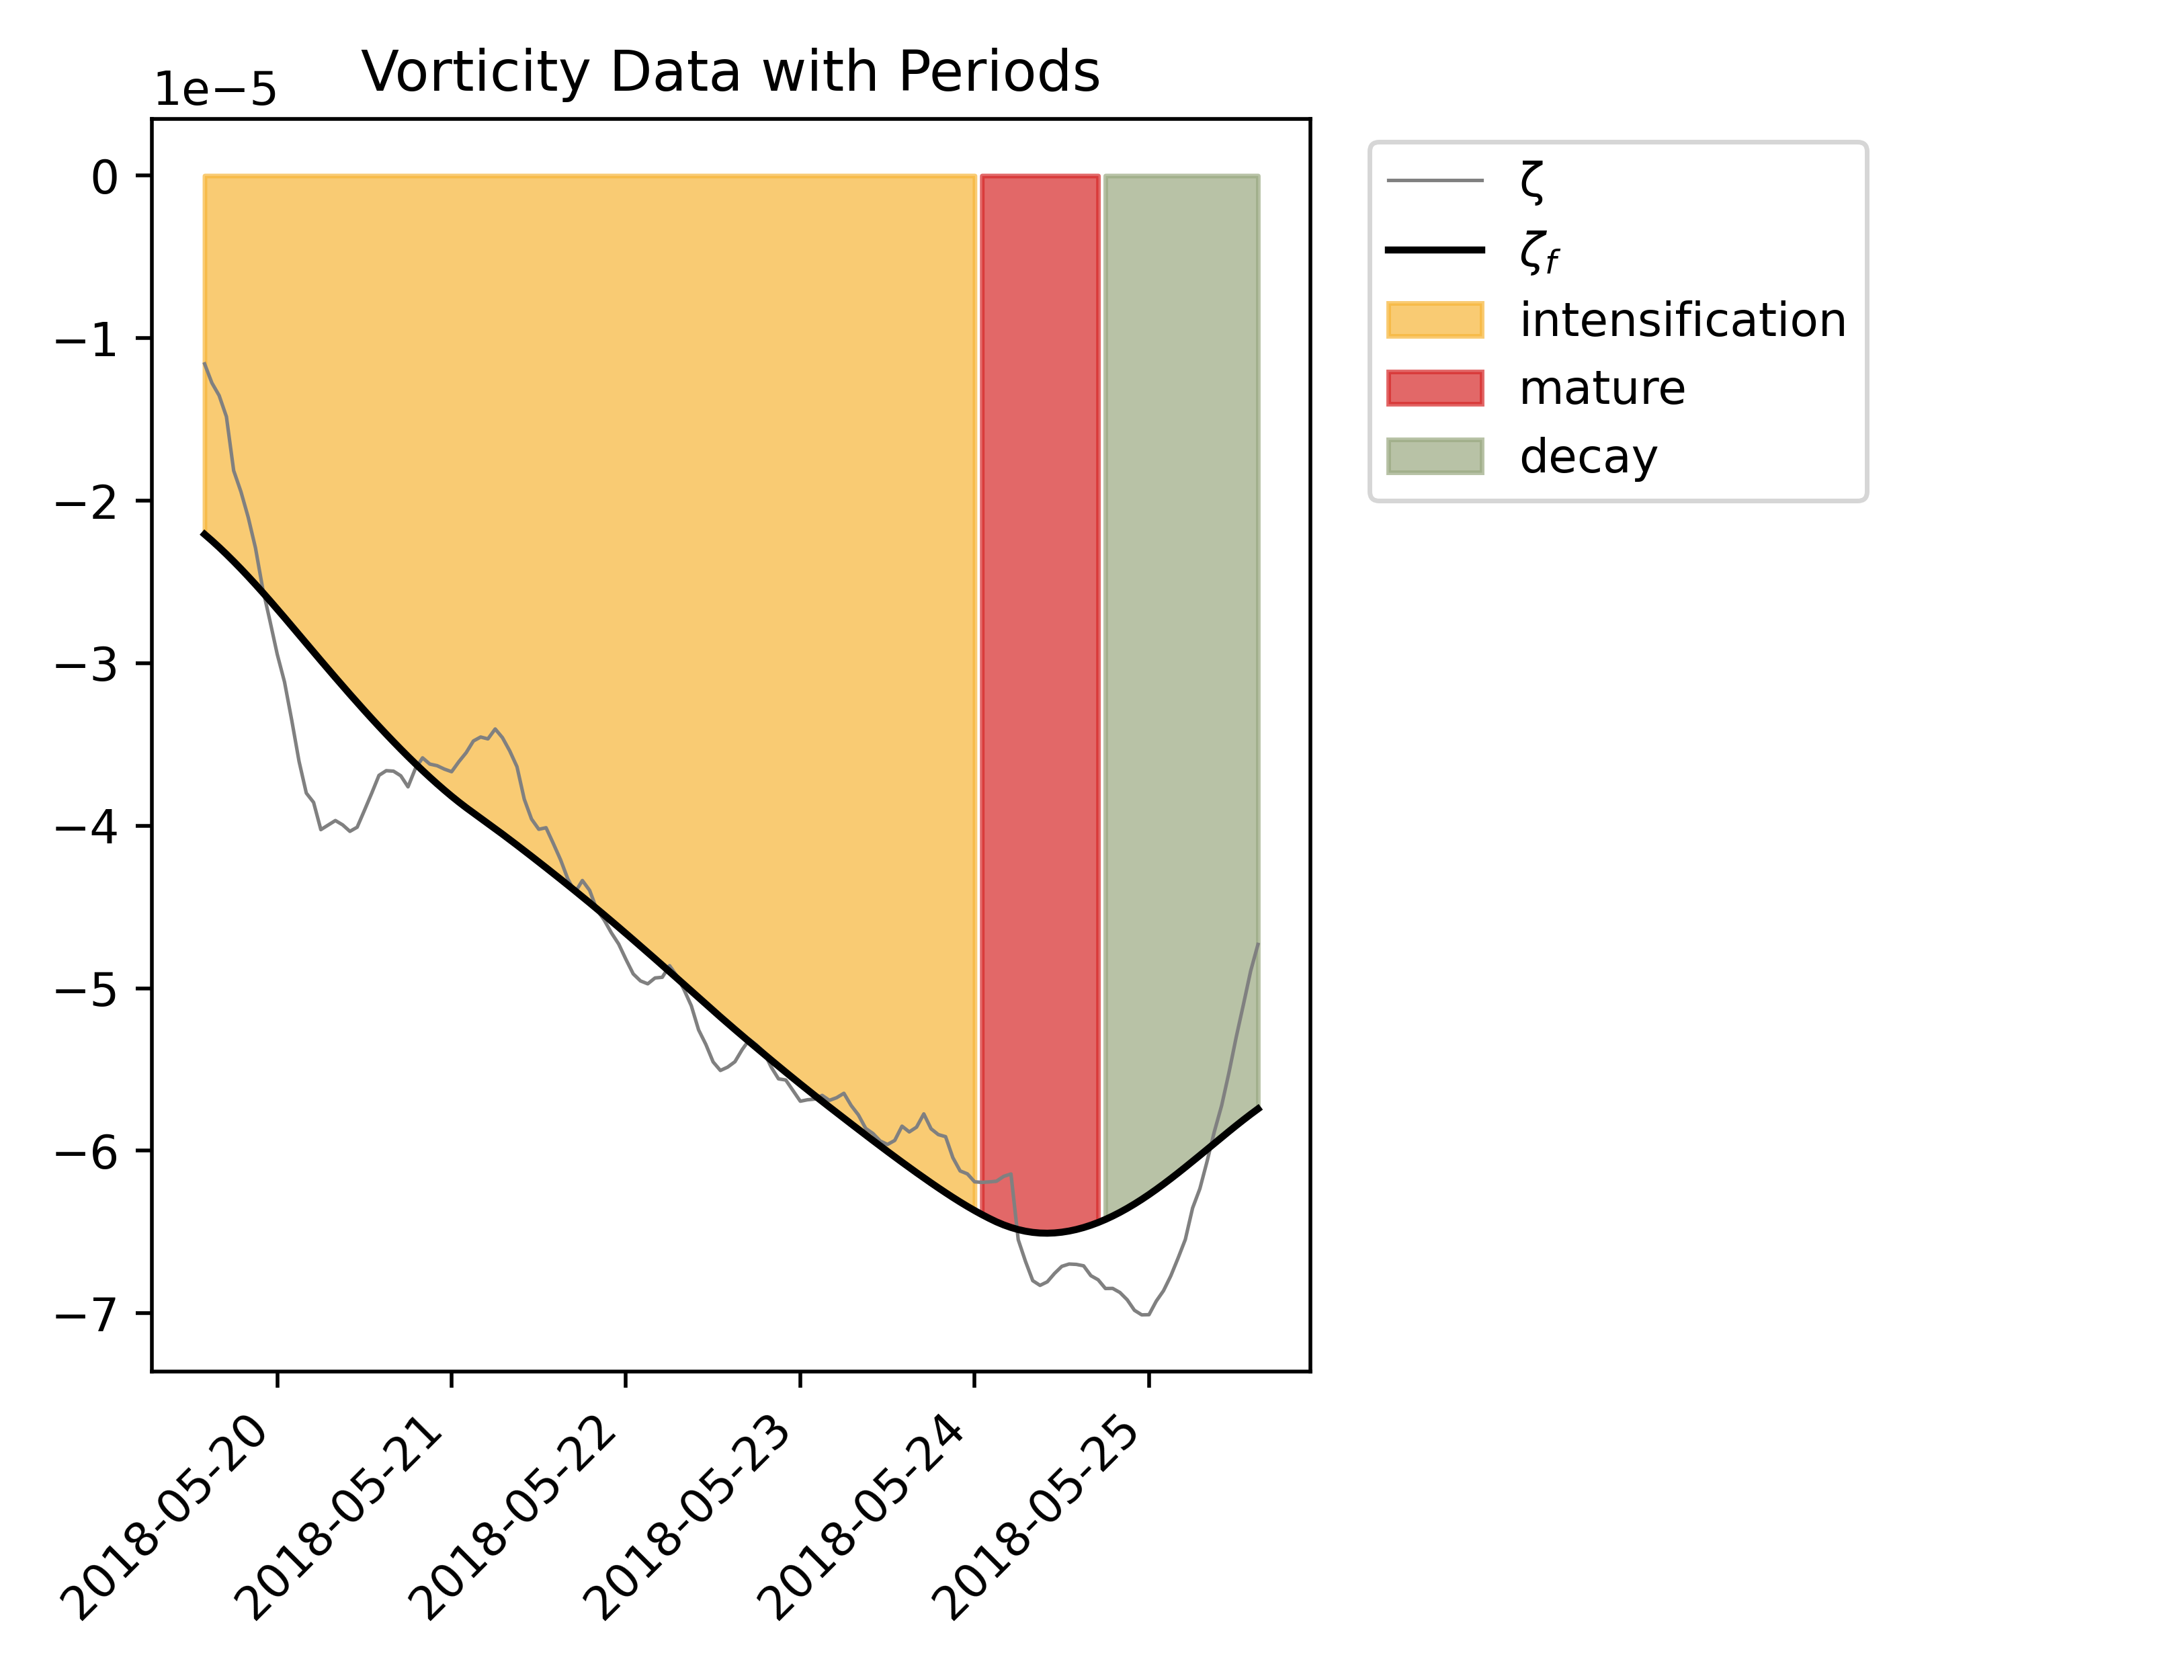 Vorticity Data with Periods
1e−5
0
−1
−2
−3
−4
−5
−6
−7
2018-05-20
2018-05-21
2018-05-22
2018-05-23
2018-05-24
2018-05-25
ζ
ζf
intensification
mature
decay